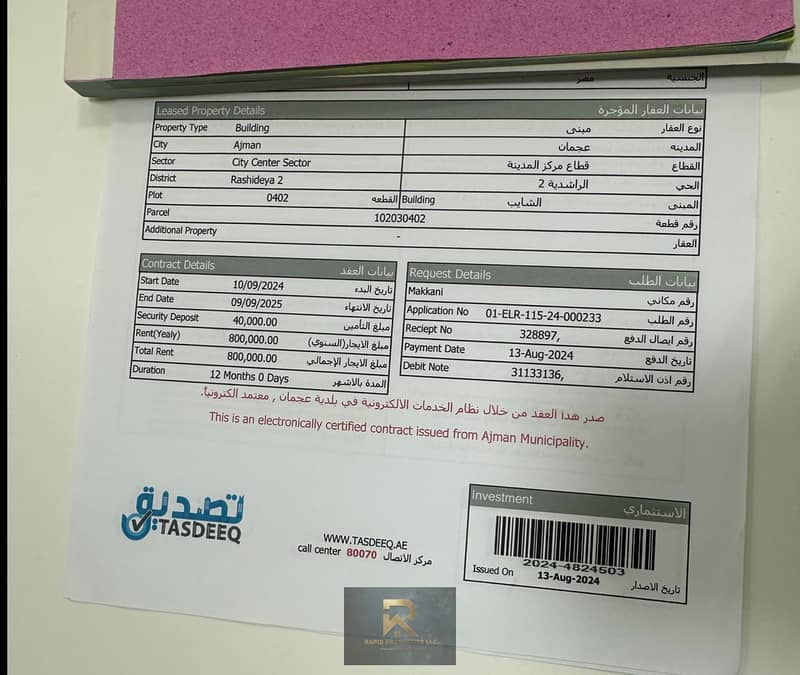 مصر الجنسية
Leased Property Details بيانات العقار المؤجرة
Property Type Building مبنى نوع العقار
City Ajman عجمان المدينه
Sector City Center Sector قطاع مركز المدينة القطاع
District Rashideya 2 الراشدية 2 الحي
Plot 0402 القطعه Building الشايب المبنى
Parcel 102030402 رقم قطعة
Additional Property - العقار
Contract Details بيانات العقد
Start Date 10/09/2024 تاريخ البدء
End Date 09/09/2025 تاريخ الانتهاء
Security Deposit 40,000.00 مبلغ التأمين
Rent(Yealy) 800,000.00 مبلغ الايجار(السنوي)
Total Rent 800,000.00 مبلغ الايجار الإجمالي
Duration 12 Months 0 Days المدة بالاشهر
Request Details بيانات الطلب
Makkani رقم مكاني
Application No 01-ELR-115-24-000233 رقم الطلب
Reciept No 328897, رقم ايصال الدفع
Payment Date 13-Aug-2024 تاريخ الدفع
Debit Note 31133136, رقم اذن الاستلام
صدر هذا العقد من خلال نظام الخدمات الالكترونية في بلدية عجمان , معتمد الكترونياً.
This is an electronically certified contract issued from Ajman Municipality.
تصديق
TASDEEQ
WWW.TASDEEQ.AE
call center 80070 مركز الاتصال
Investment الاستثماري
2024-4824503
Issued On 13-Aug-2024 تاريخ الاصدار